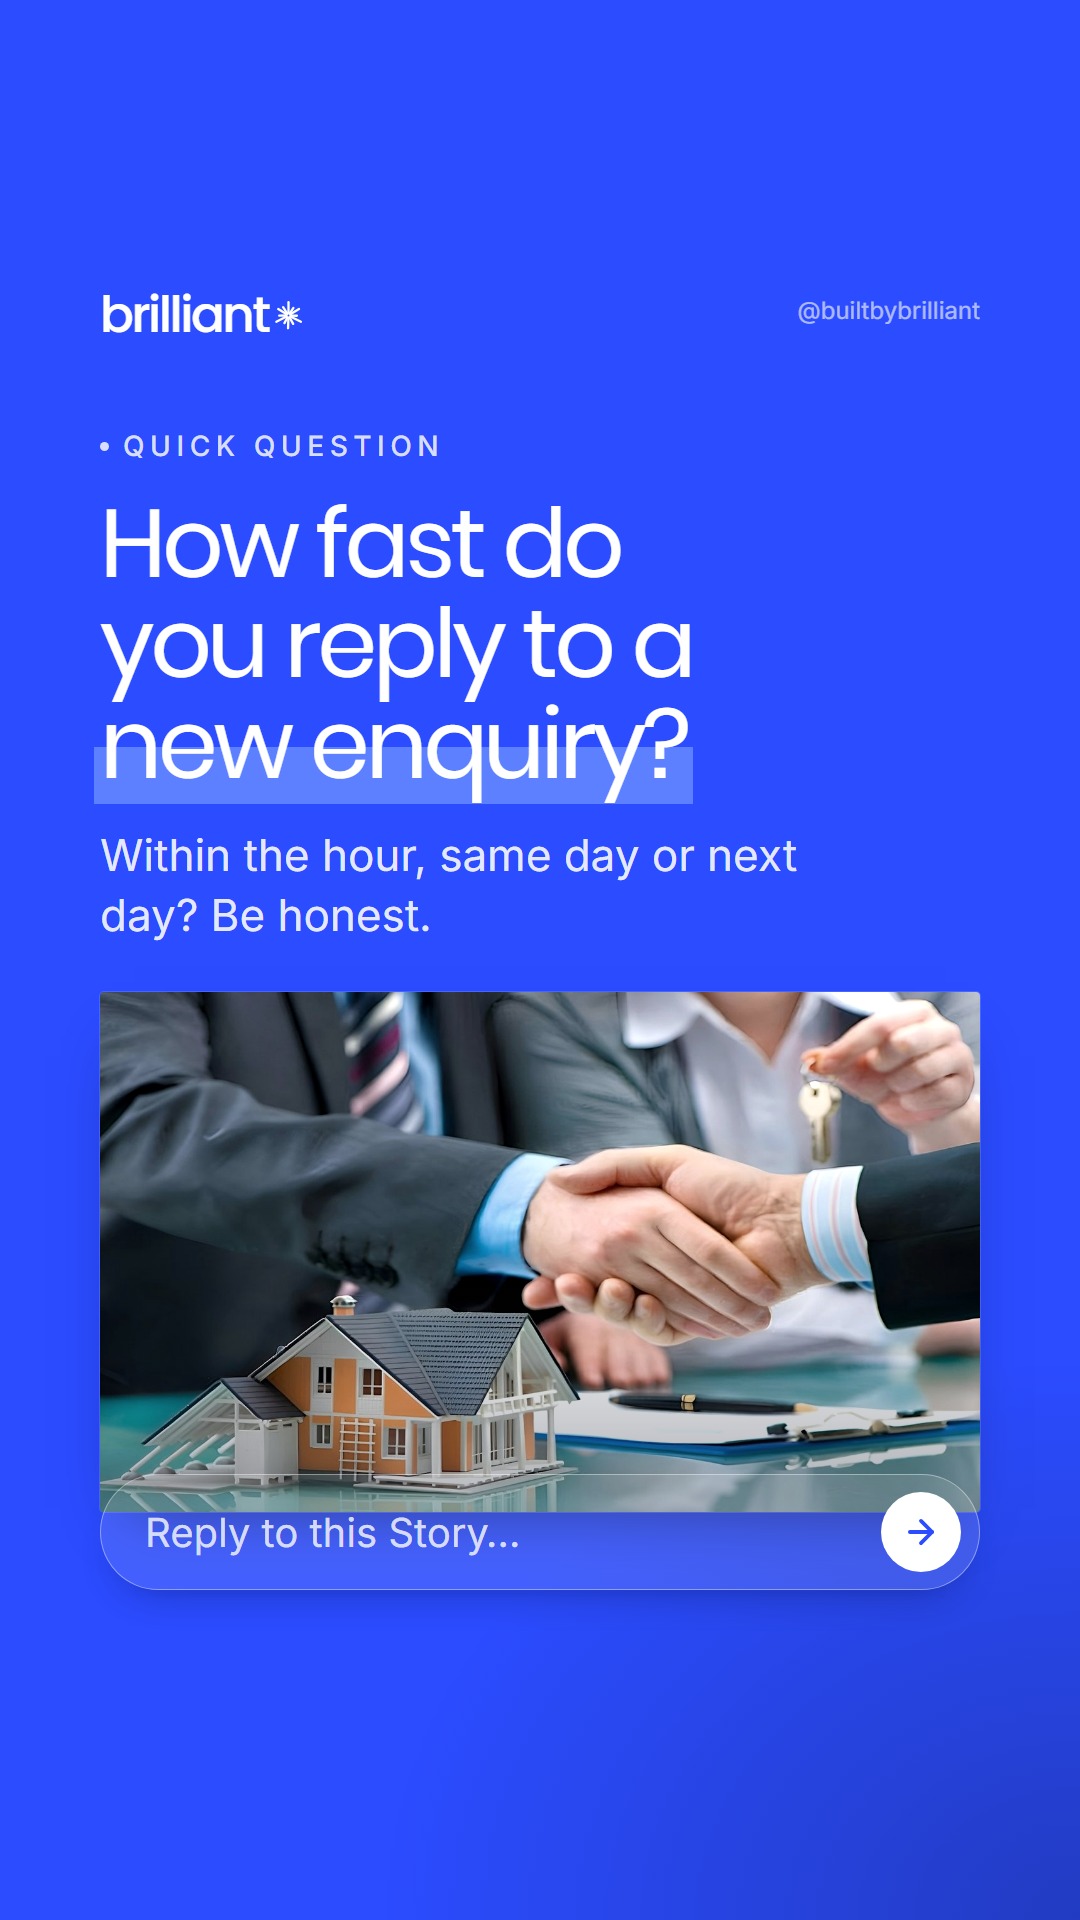 brilliant
@builtbybrilliant
• QUICK QUESTION
How fast do
you reply to a
new enquiry?
Within the hour, same day or next
day? Be honest.
Reply to this Story...